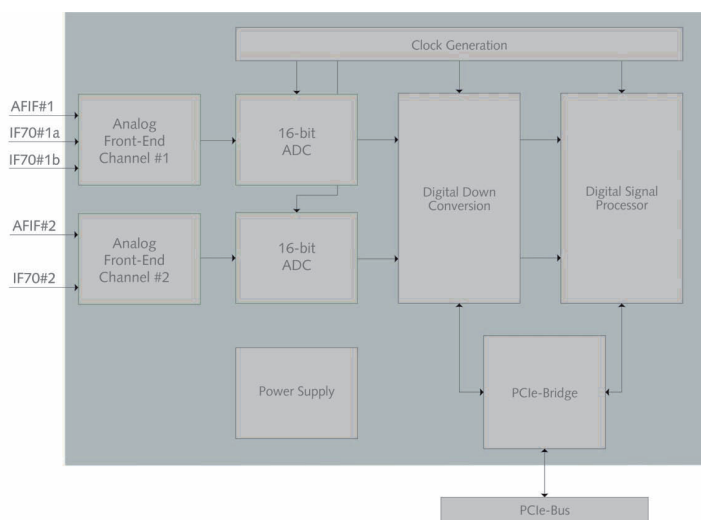 Clock Generation
AFIF#1
IF70#1a
IF70#1b
Analog
Front-End
Channel #1
16-bit
ADC
Digital Down
Conversion
Digital Signal
Processor
AFIF#2
IF70#2
Analog
Front-End
Channel #2
16-bit
ADC
Power Supply
PCIe-Bridge
PCIe-Bus